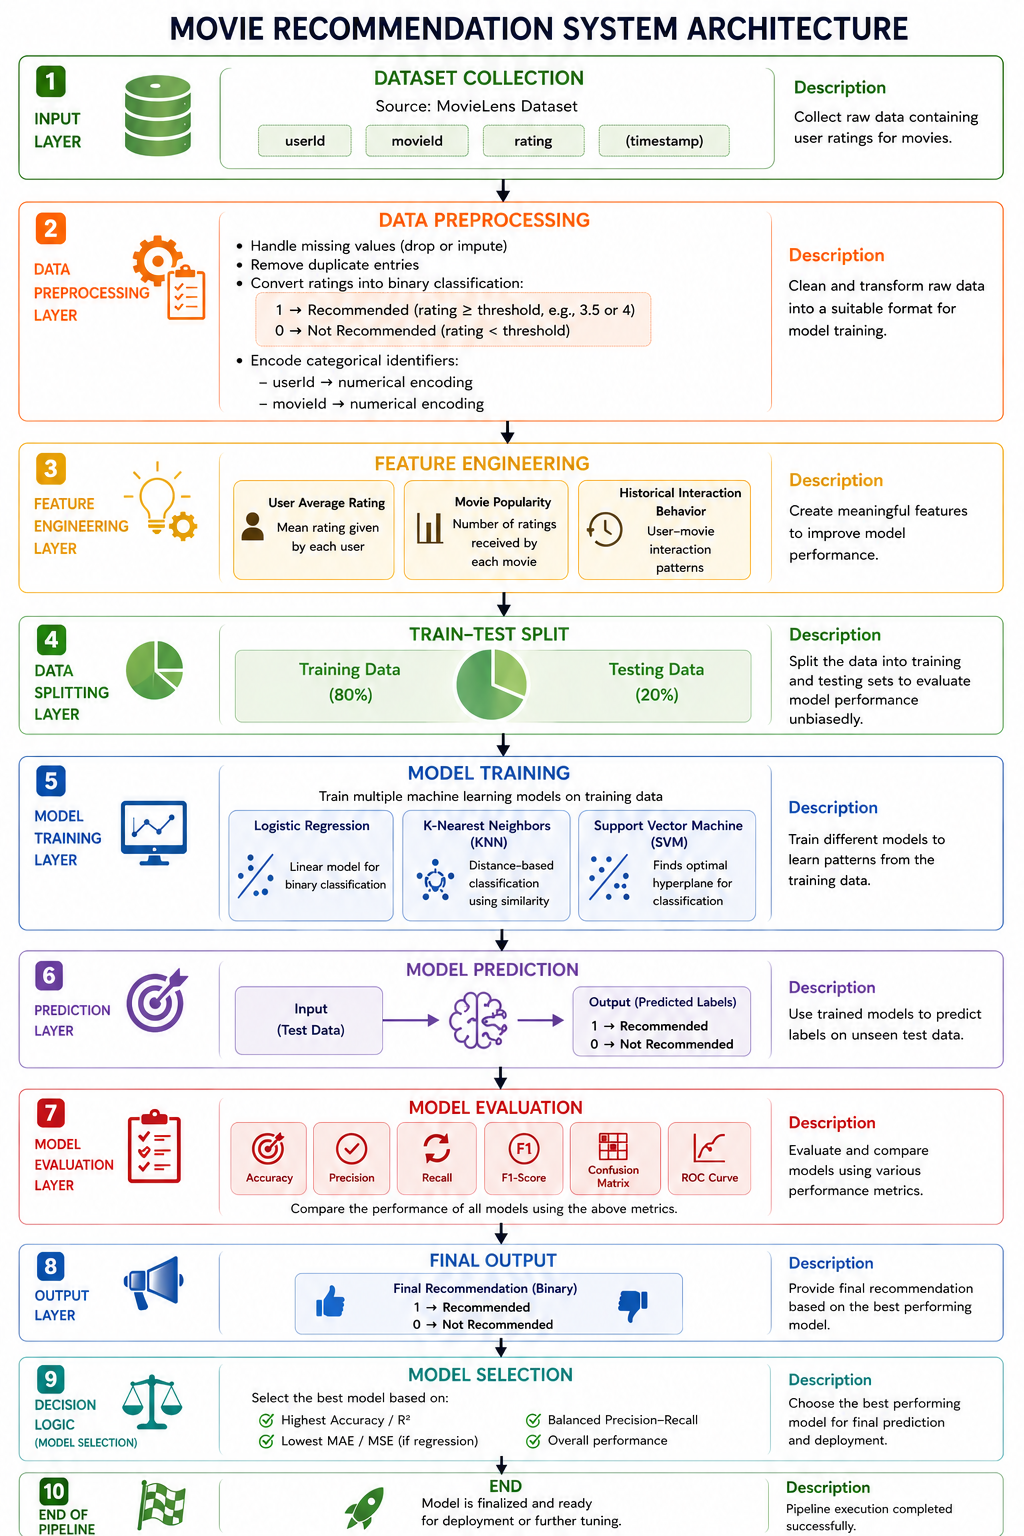 MOVIE RECOMMENDATION SYSTEM ARCHITECTURE
1
INPUT
LAYER
DATASET COLLECTION
Source: MovieLens Dataset
userId
movieId
rating
(timestamp)
Description
Collect raw data containing
user ratings for movies.
2
DATA
PREPROCESSING
LAYER
DATA PREPROCESSING
• Handle missing values (drop or impute)
• Remove duplicate entries
• Convert ratings into binary classification:
1 → Recommended (rating ≥ threshold, e.g., 3.5 or 4)
0 → Not Recommended (rating < threshold)
• Encode categorical identifiers:
– userId → numerical encoding
– movieId → numerical encoding
Description
Clean and transform raw data
into a suitable format for
model training.
3
FEATURE
ENGINEERING
LAYER
FEATURE ENGINEERING
User Average Rating
Mean rating given
by each user
Movie Popularity
Number of ratings
received by
each movie
Historical Interaction
Behavior
User–movie
interaction
patterns
Description
Create meaningful features
to improve model
performance.
4
DATA
SPLITTING
LAYER
TRAIN–TEST SPLIT
Training Data
(80%)
Testing Data
(20%)
Description
Split the data into training
and testing sets to evaluate
model performance
unbiasedly.
5
MODEL
TRAINING
LAYER
MODEL TRAINING
Train multiple machine learning models on training data
Logistic Regression
Linear model for
binary classification
K-Nearest Neighbors
(KNN)
Distance-based
classification
using similarity
Support Vector Machine
(SVM)
Finds optimal
hyperplane for
classification
Description
Train different models to
learn patterns from the
training data.
6
PREDICTION
LAYER
MODEL PREDICTION
Input
(Test Data)
Output (Predicted Labels)
1 → Recommended
0 → Not Recommended
Description
Use trained models to predict
labels on unseen test data.
7
MODEL
EVALUATION
LAYER
MODEL EVALUATION
Accuracy
Precision
Recall
F1
F1-Score
Confusion
Matrix
ROC Curve
Compare the performance of all models using the above metrics.
Description
Evaluate and compare
models using various
performance metrics.
8
OUTPUT
LAYER
FINAL OUTPUT
Final Recommendation (Binary)
1 → Recommended
0 → Not Recommended
Description
Provide final recommendation
based on the best performing
model.
9
DECISION
LOGIC
(MODEL SELECTION)
MODEL SELECTION
Select the best model based on:
Highest Accuracy / R²
Lowest MAE / MSE (if regression)
Balanced Precision–Recall
Overall performance
Description
Choose the best performing
model for final prediction
and deployment.
10
END OF
PIPELINE
END
Model is finalized and ready
for deployment or further tuning.
Description
Pipeline execution completed
successfully.